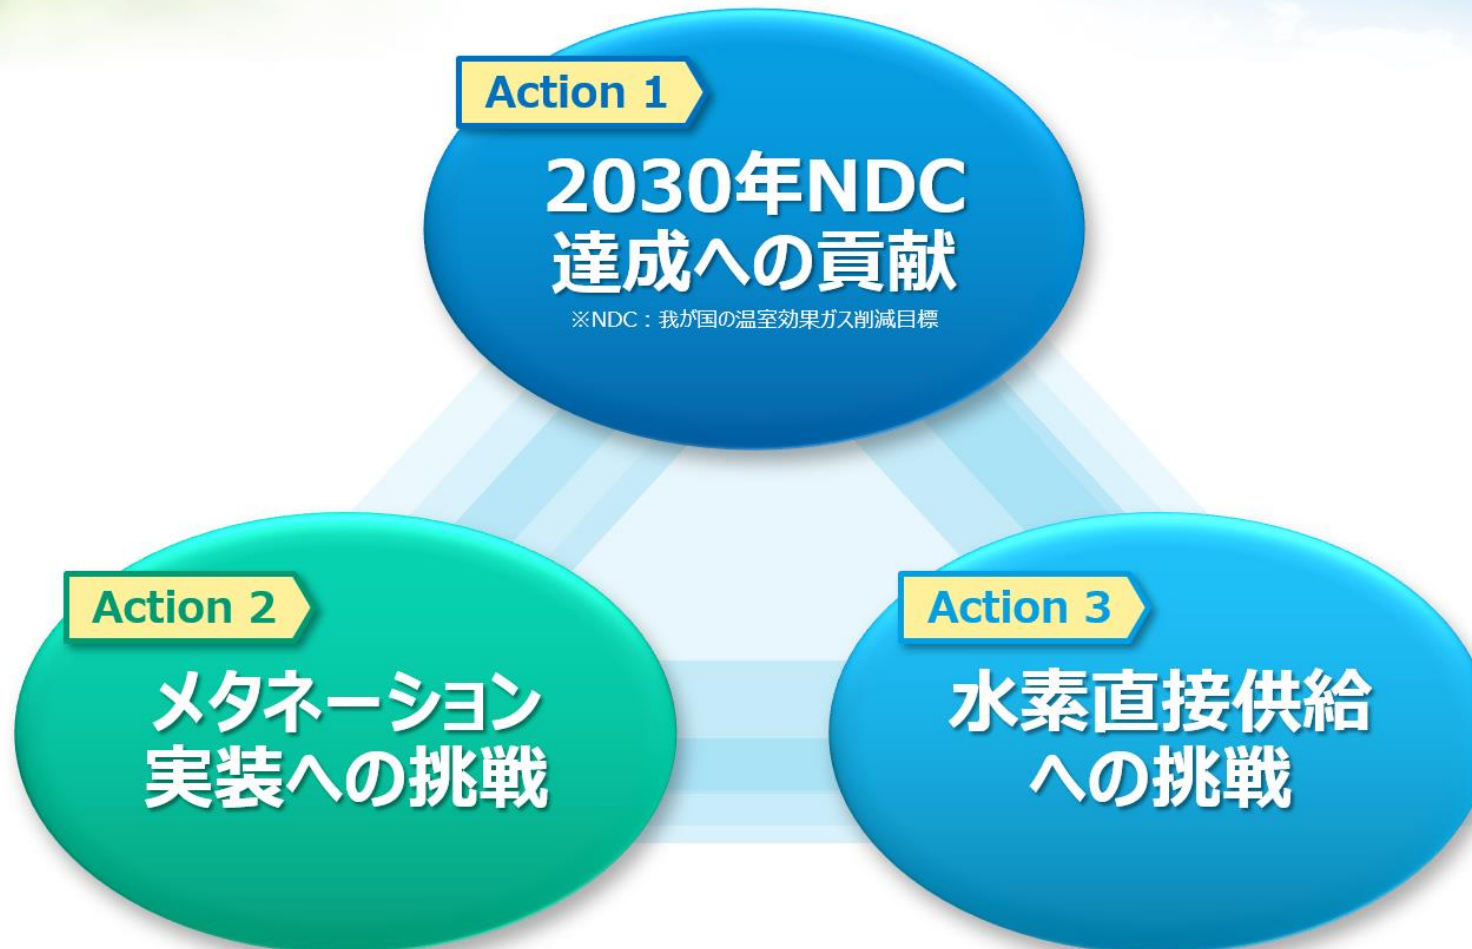 Action 1
2030年NDC
達成への貢献
※NDC：我が国の温室効果ガス削減目標
Action 2
メタネーション
実装への挑戦
Action 3
水素直接供給
への挑戦